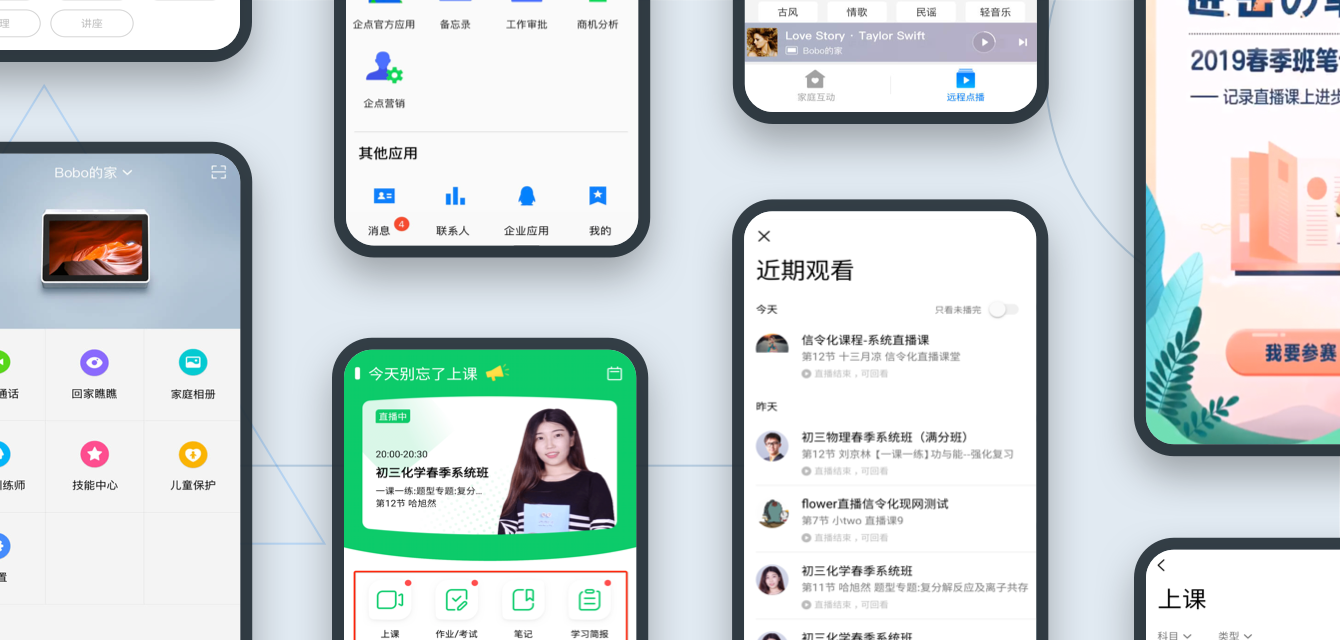 讲座
Bobo的家
回家瞧瞧
家庭相册
技能中心
儿童保护
企点官方应用
备忘录
工作审批
商机分析
企点营销
其他应用
消息
4
联系人
企业应用
我的
今天别忘了上课
直播中
20:00-20:30
初三化学春季系统班
一课一练:题型专题:复分...
第12节 哈旭然
上课
作业/考试
笔记
学习简报
古风
情歌
民谣
轻音乐
Love Story · Taylor Swift
Bobo的家
家庭互动
远程点播
近期观看
今天
只看未播完
信令化课程-系统直播课
第12节 十三月凉 信令化直播课堂
直播结束，可回看
昨天
初三物理春季系统班（满分班）
第12节 刘京林【一课一练】功与能--强化复习
直播结束，可回看
flower直播信令化现网测试
第7节 小two 直播课9
直播结束，可回看
初三化学春季系统班
第11节 哈旭然 题型专题:复分解反应及离子共存
直播结束，可回看
初三化学春季系统班
2019春季班笔
—— 记录直播课上进步
我要参赛
上课
科目
类型